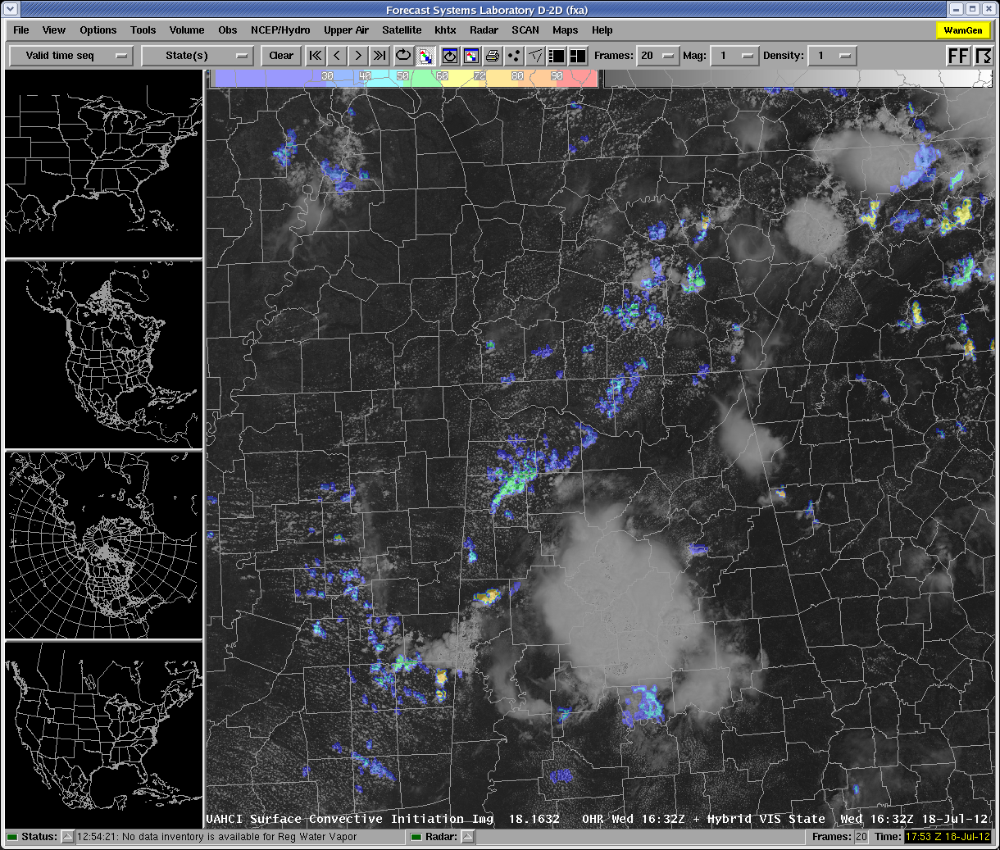 Forecast Systems Laboratory D-2D (fxa)
File View Options Tools Volume Obs NCEP/Hydro Upper Air Satellite khtx Radar SCAN Maps Help WarnGen
Valid time seq State(s) Clear Frames: 20 Mag: 1 Density: 1 FF
30 40 50 60 72 80 90
UAHCI Surface Convective Initiation Img 18.1632 OHR Wed 16:32Z + Hybrid VIS State Wed 16:32Z 18-Jul-12
Status: 12:54:21: No data inventory is available for Reg Water Vapor Radar: Frames: 20 Time: 17:53 Z 18-Jul-12